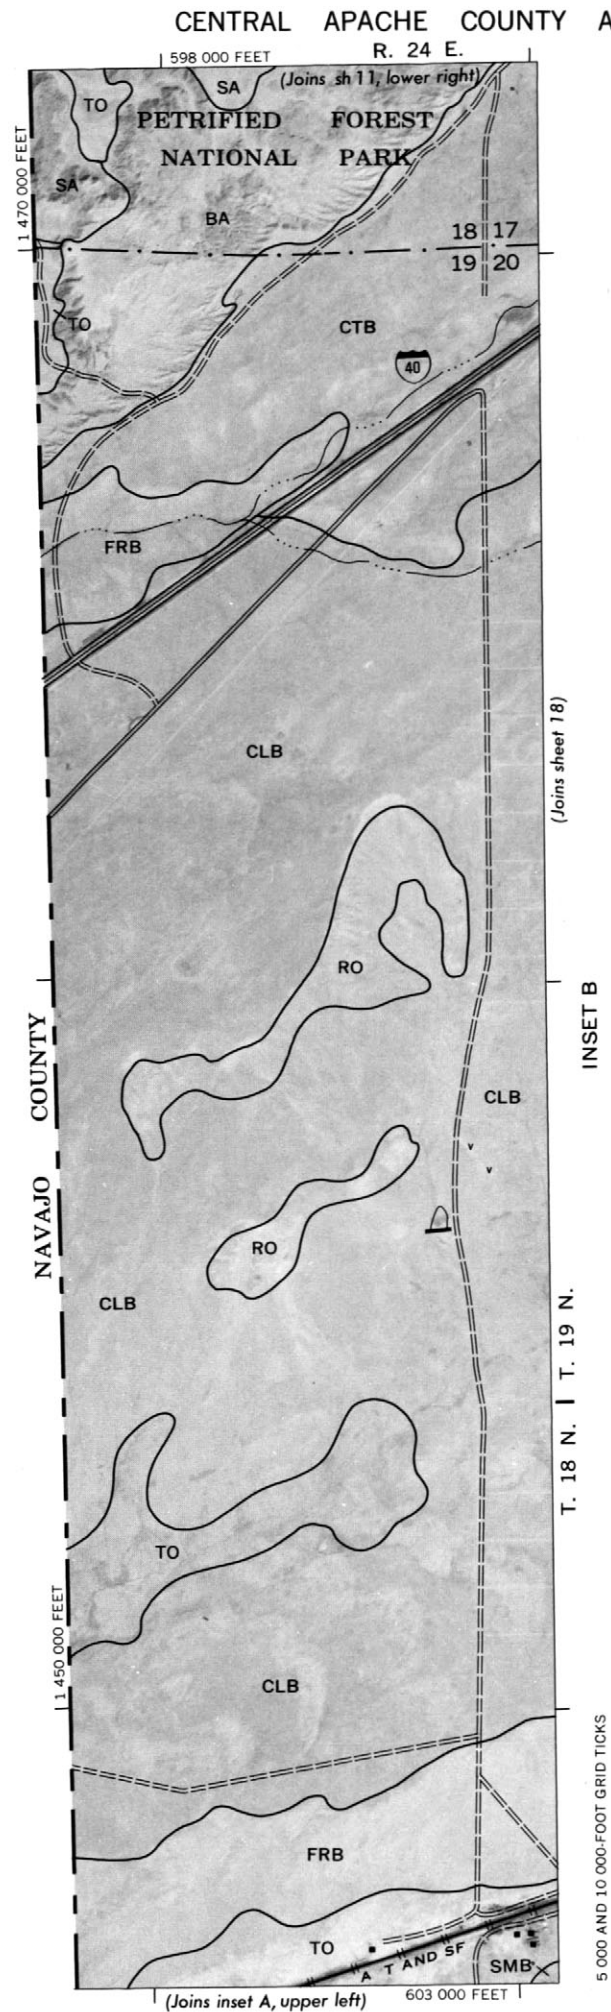 CENTRAL APACHE COUNTY A
598 000 FEET
R. 24 E.
(Joins sh 11, lower right)
SA
TO
PETRIFIED FOREST
NATIONAL PARK
1 470 000 FEET
SA
BA
18 17
19 20
TO
CTB
40
FRB
CLB
(Joins sheet 18)
RO
INSET B
NAVAJO COUNTY
CLB
RO
CLB
T. 19 N.
T. 18 N.
TO
1 450 000 FEET
CLB
5 000 AND 10 000-FOOT GRID TICKS
FRB
TO
A T AND SF
SMB
(Joins inset A, upper left)
603 000 FEET